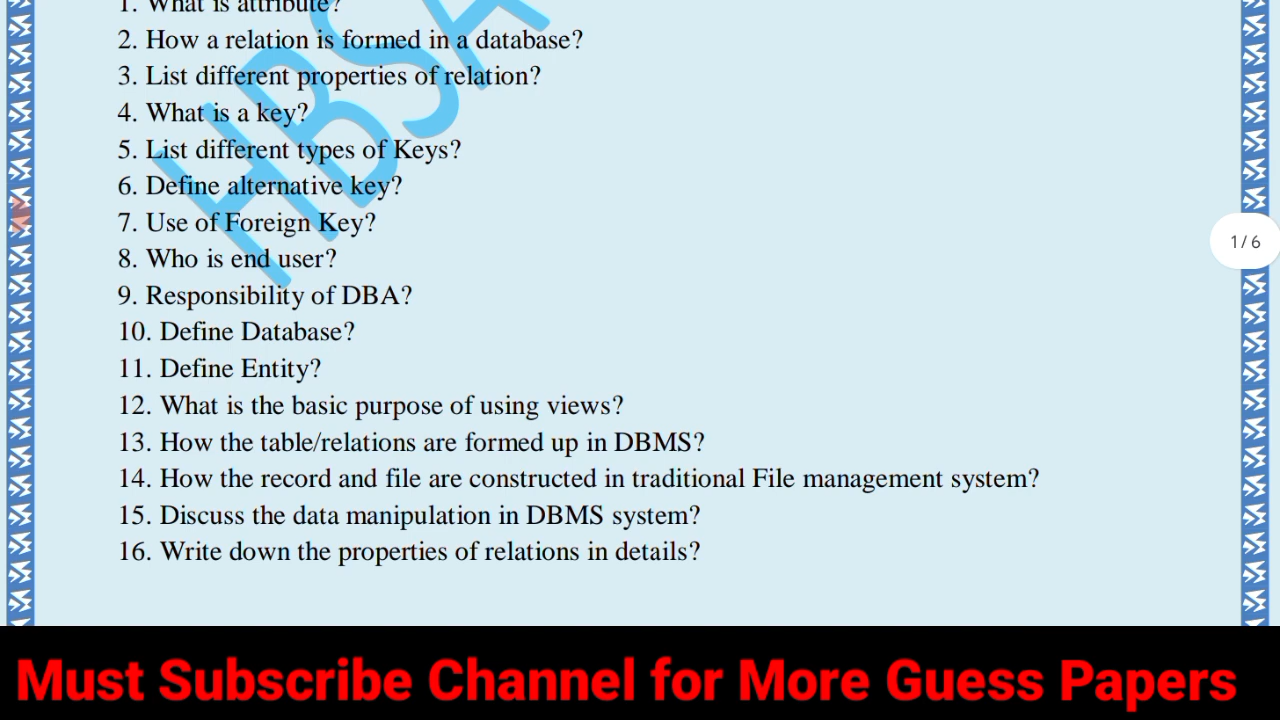 1. What is attribute?
2. How a relation is formed in a database?
3. List different properties of relation?
4. What is a key?
5. List different types of Keys?
6. Define alternative key?
7. Use of Foreign Key?
8. Who is end user?
9. Responsibility of DBA?
10. Define Database?
11. Define Entity?
12. What is the basic purpose of using views?
13. How the table/relations are formed up in DBMS?
14. How the record and file are constructed in traditional File management system?
15. Discuss the data manipulation in DBMS system?
16. Write down the properties of relations in details?
HBSA
1/6
Must Subscribe Channel for More Guess Papers